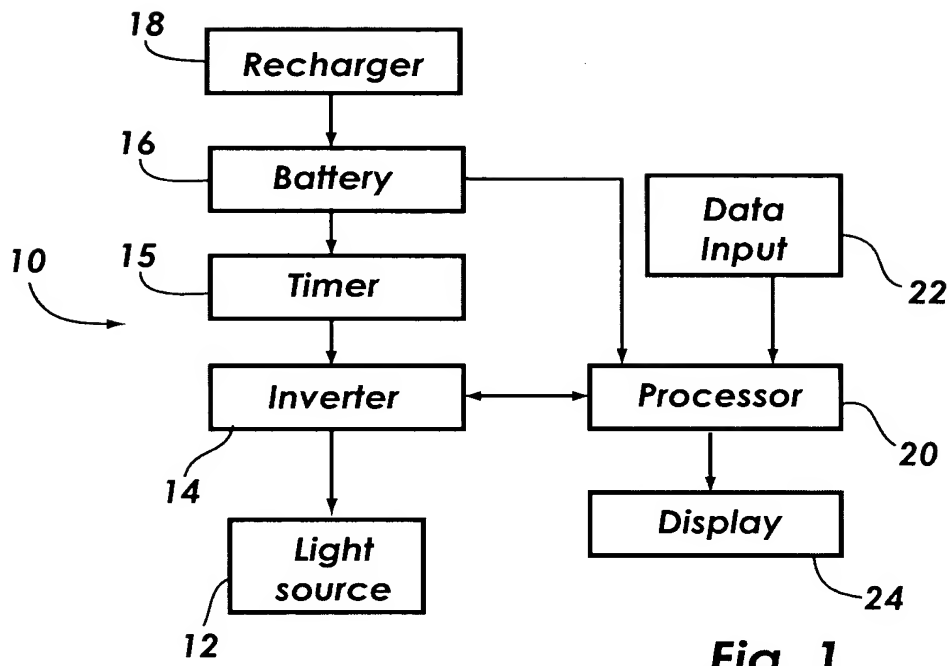 18
Recharger
16
Battery
Data
Input
10
15
Timer
22
Inverter
Processor
14
20
Light
source
Display
12
24
Fig. 1